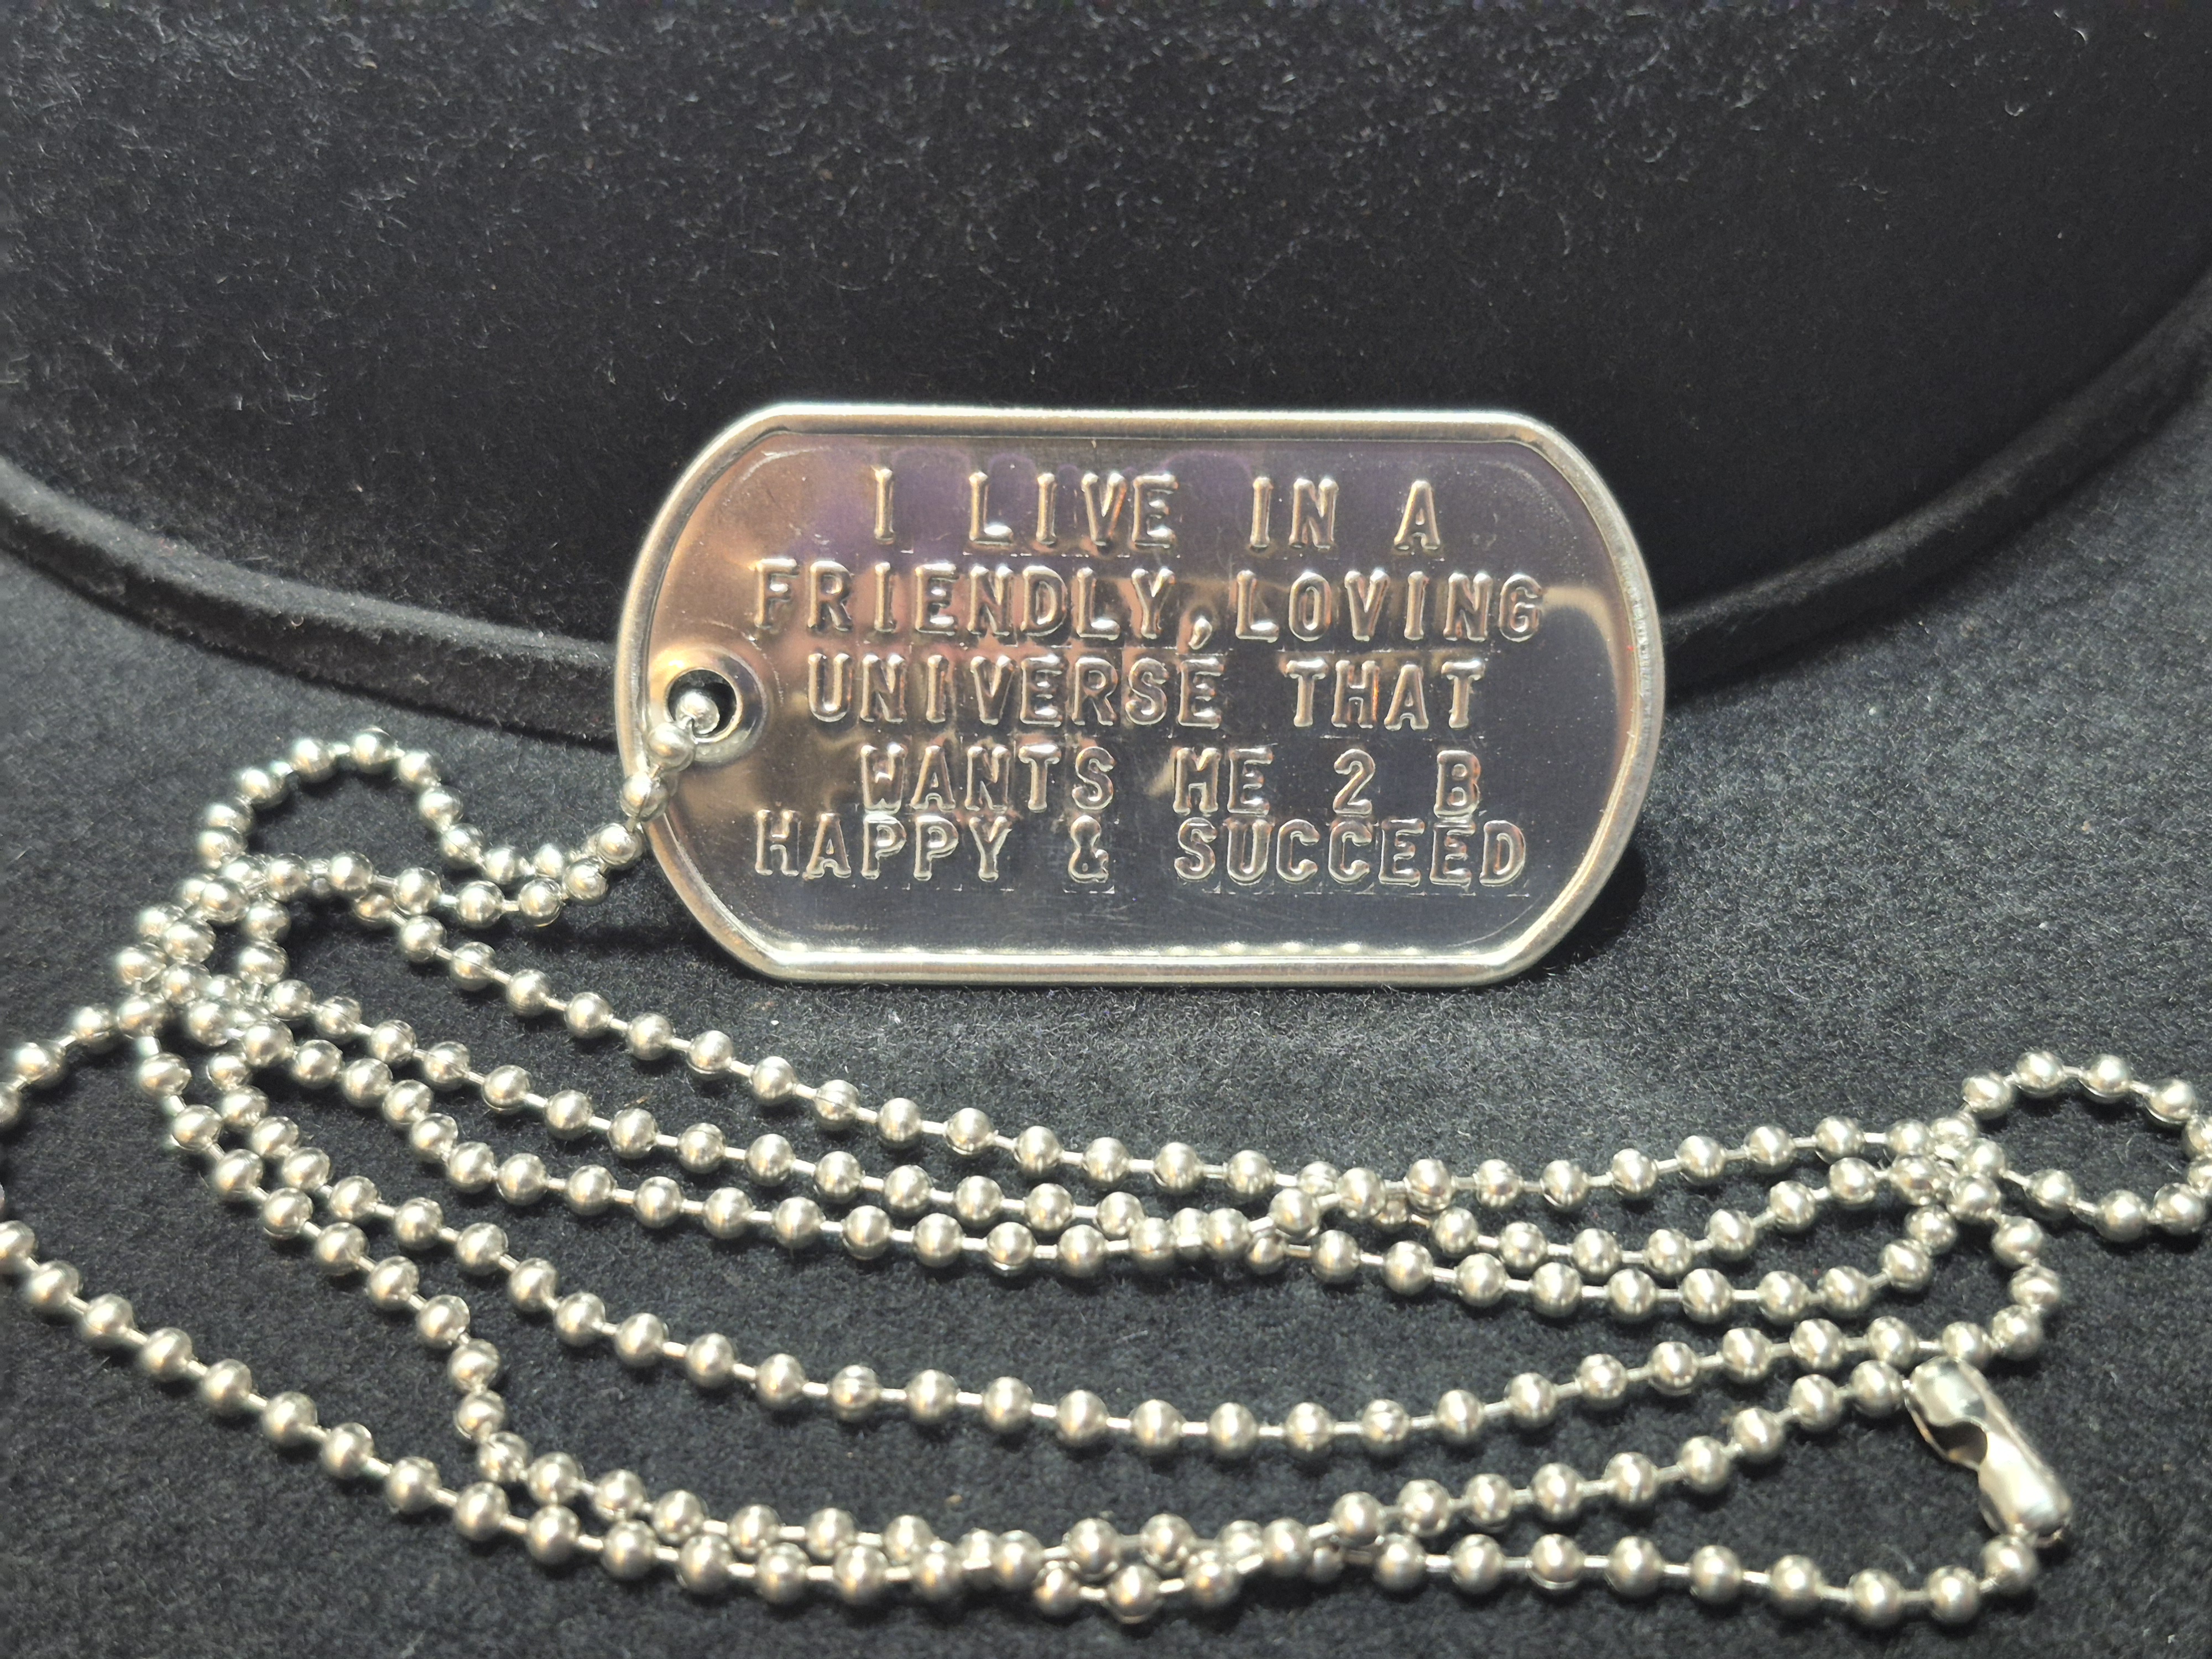 I LIVE IN A
FRIENDLY,LOVING
UNIVERSE THAT
WANTS ME 2 B
HAPPY & SUCCEED